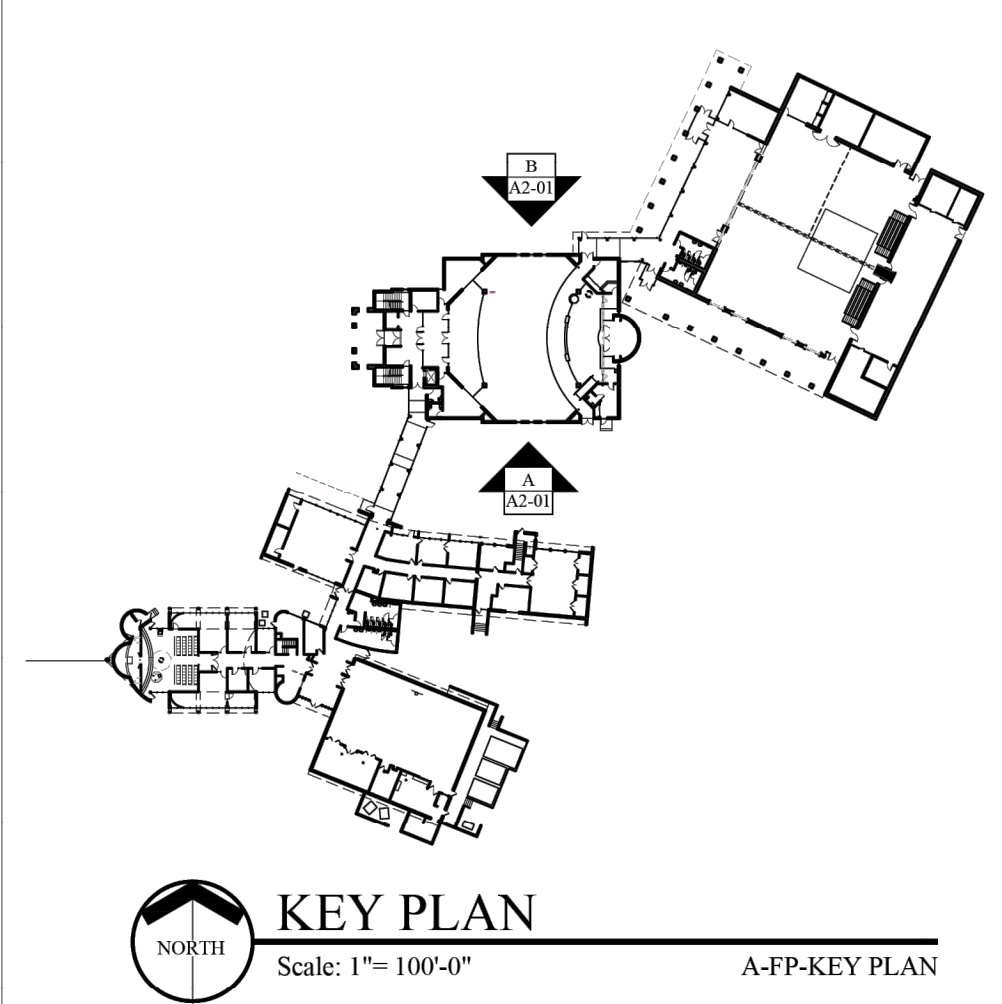 B
A2-01
A
A2-01
KEY PLAN
NORTH
Scale: 1"= 100'-0"
A-FP-KEY PLAN